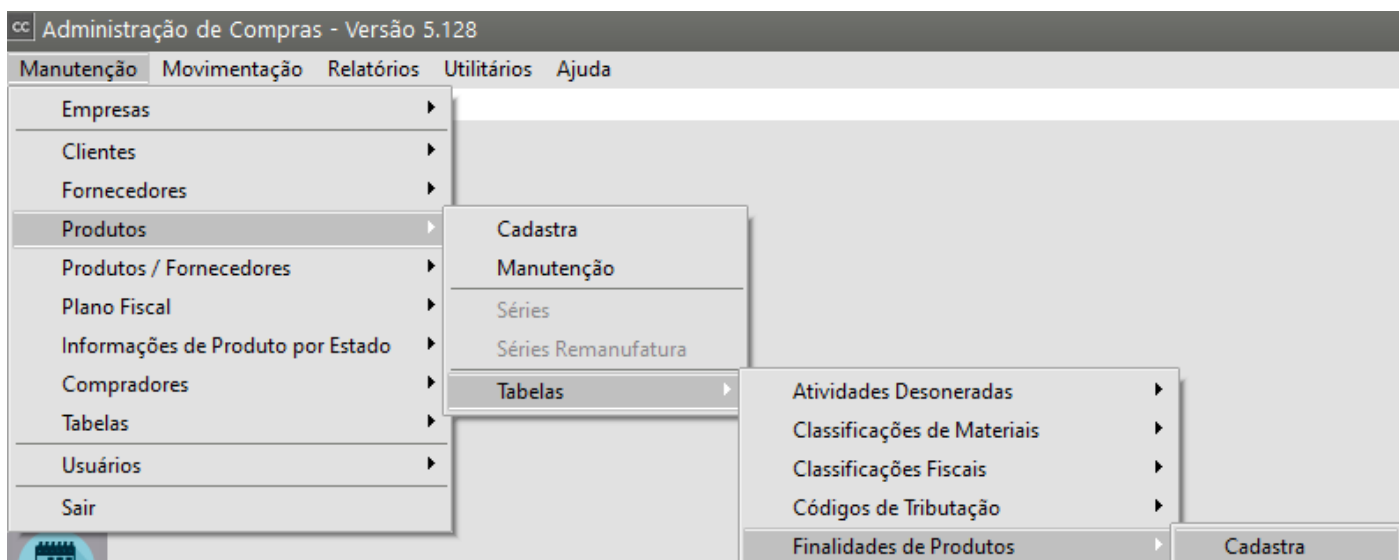 cc Administração de Compras - Versão 5.128
Manutenção Movimentação Relatórios Utilitários Ajuda
Empresas
Clientes
Fornecedores
Produtos
Produtos / Fornecedores
Plano Fiscal
Informações de Produto por Estado
Compradores
Tabelas
Usuários
Sair
Cadastra
Manutenção
Séries
Séries Remanufatura
Tabelas
Atividades Desoneradas
Classificações de Materiais
Classificações Fiscais
Códigos de Tributação
Finalidades de Produtos
Cadastra